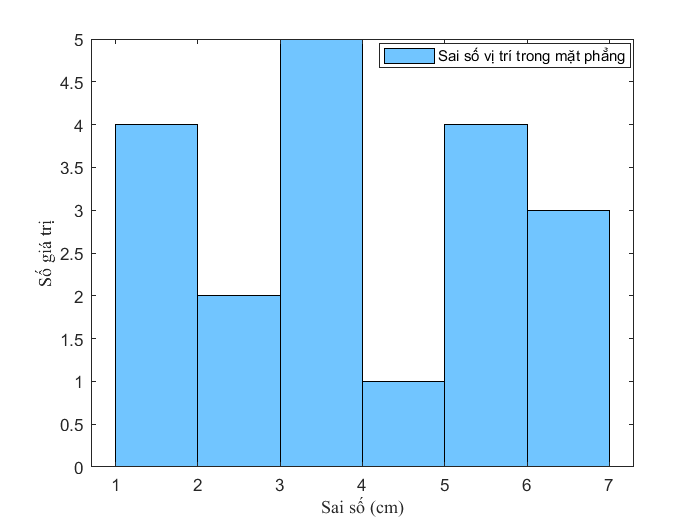 Sai số vị trí trong mặt phẳng
5
4.5
4
3.5
3
2.5
2
1.5
1
0.5
0
Số giá trị
1 2 3 4 5 6 7
Sai số (cm)